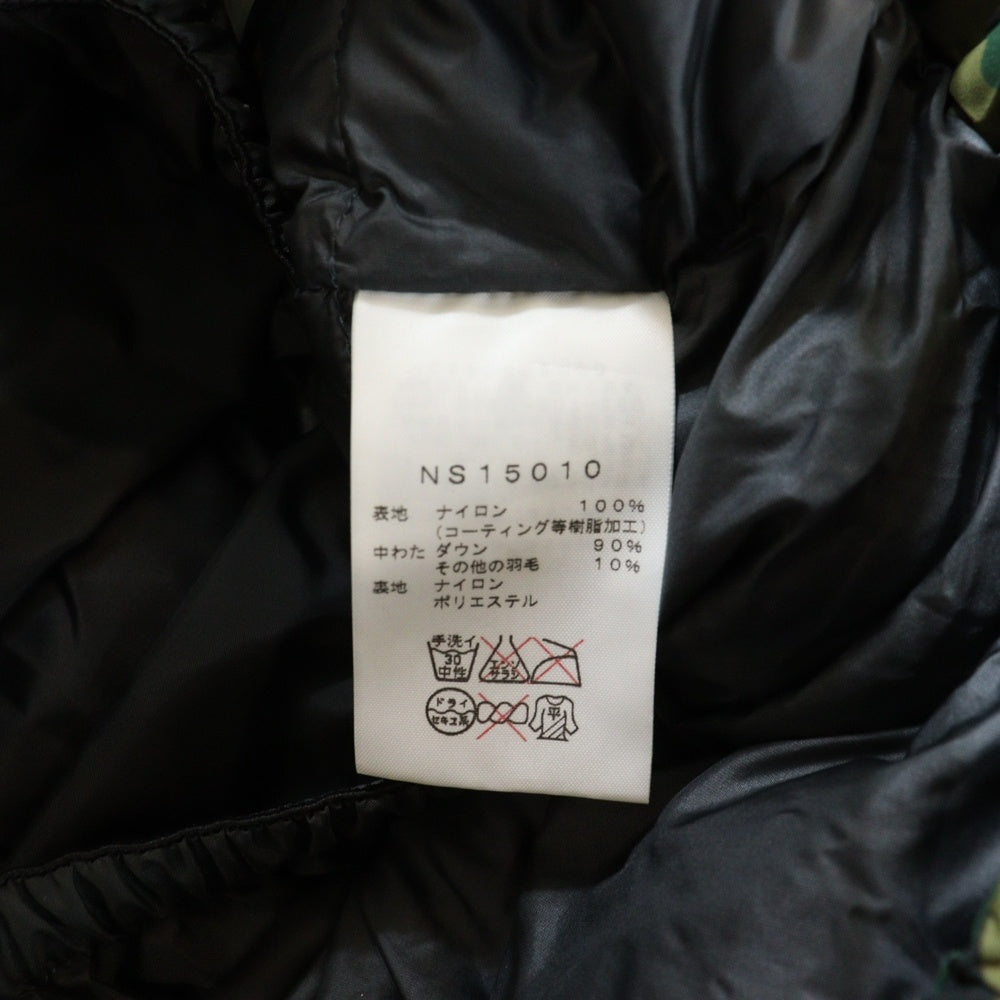 NS15010
表地 ナイロン 100%
(コーティング等樹脂加工)
中わた ダウン 90%
その他の羽毛 10%
裏地 ナイロン
ポリエステル
手洗イ
30
中性
エンソ
サラシ
ドライ
セキユ系
平